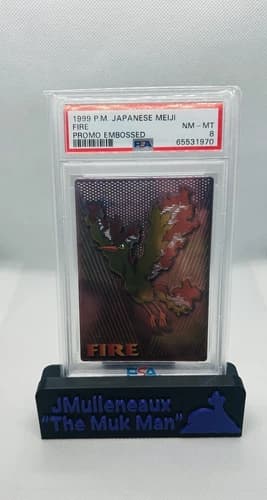 1999 P.M. JAPANESE MEIJI
FIRE NM - MT
PROMO EMBOSSED PSA 8
65531970
FIRE
PSA
JMulleneaux
"The Muk Man"